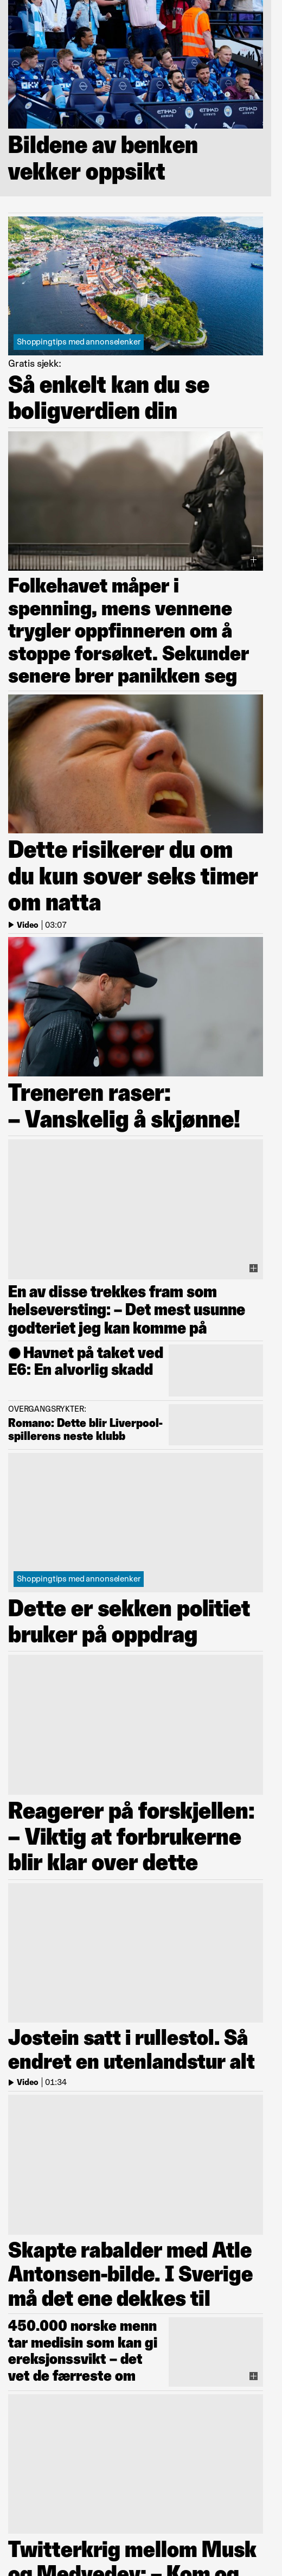 ETIHAD
AIRWAYS
ETIHAD
AIRWAYS
ETIHAD
AIRWAYS
Bildene av benken
vekker oppsikt
Shoppingtips med annonselenker
Gratis sjekk:
Så enkelt kan du se
boligverdien din
Folkehavet måper i
spenning, mens vennene
trygler oppfinneren om å
stoppe forsøket. Sekunder
senere brer panikken seg
Dette risikerer du om
du kun sover seks timer
om natta
Video | 03:07
Treneren raser:
– Vanskelig å skjønne!
En av disse trekkes fram som
helseversting: – Det mest usunne
godteriet jeg kan komme på
Havnet på taket ved
E6: En alvorlig skadd
OVERGANGSRYKTER:
Romano: Dette blir Liverpool-
spillerens neste klubb
Shoppingtips med annonselenker
Dette er sekken politiet
bruker på oppdrag
Reagerer på forskjellen:
– Viktig at forbrukerne
blir klar over dette
Jostein satt i rullestol. Så
endret en utenlandstur alt
Video | 01:34
Skapte rabalder med Atle
Antonsen-bilde. I Sverige
må det ene dekkes til
450.000 norske menn
tar medisin som kan gi
ereksjonssvikt – det
vet de færreste om
Twitterkrig mellom Musk
og Medvedev: – Kom og